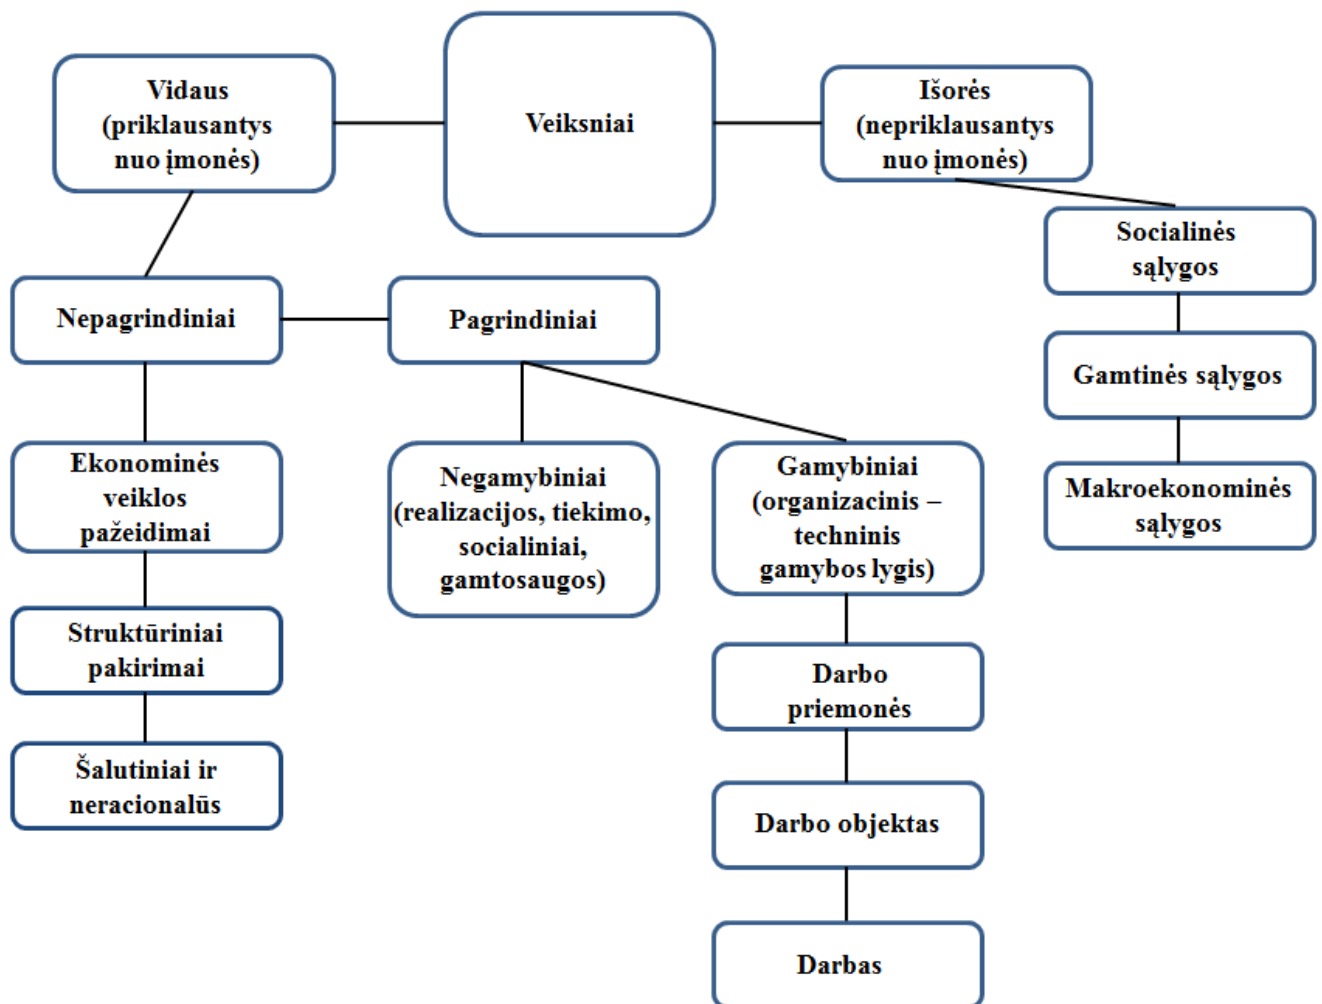 Vidaus
(priklausantys
nuo įmonės)
Veiksniai
Išorės
(nepriklausantys
nuo įmonės)
Socialinės
sąlygos
Nepagrindiniai
Pagrindiniai
Gamtinės sąlygos
Ekonominės
veiklos
pažeidimai
Negamybiniai
(realizacijos, tiekimo,
socialiniai,
gamtosaugos)
Gamybiniai
(organizacinis –
techninis
gamybos lygis)
Makroekonominės
sąlygos
Struktūriniai
pakirimai
Darbo
priemonės
Šalutiniai ir
neracionalūs
Darbo objektas
Darbas